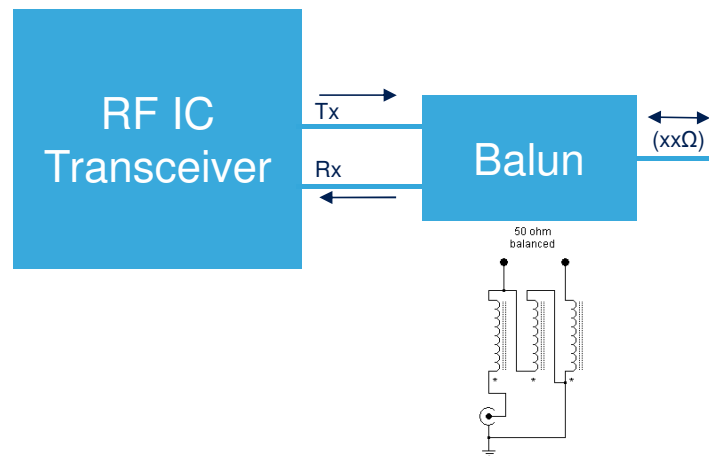 RF IC
Transceiver
Tx
Rx
Balun
(xxΩ)
50 ohm
balanced
* * *